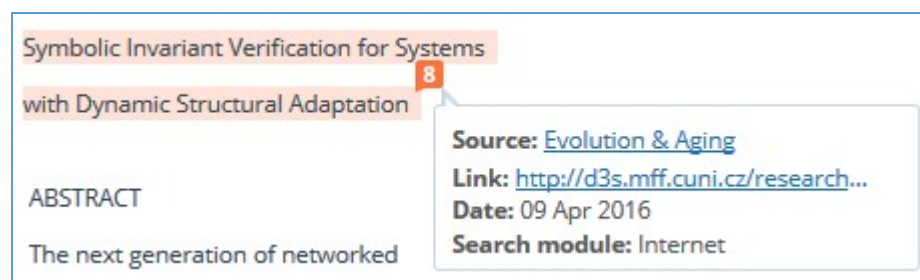 Symbolic Invariant Verification for Systems
8
with Dynamic Structural Adaptation
Source: Evolution & Aging
Link: http://d3s.mff.cuni.cz/research...
Date: 09 Apr 2016
Search module: Internet
ABSTRACT
The next generation of networked